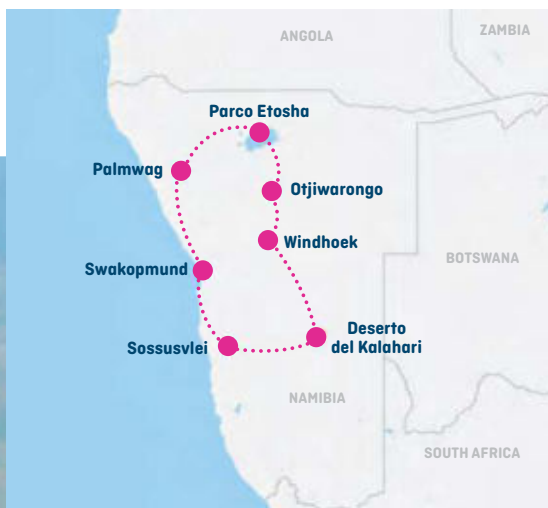 ANGOLA
ZAMBIA
Parco Etosha
Palmwag
Otjiwarongo
Windhoek
BOTSWANA
Swakopmund
Deserto
del Kalahari
Sossusvlei
NAMIBIA
SOUTH AFRICA